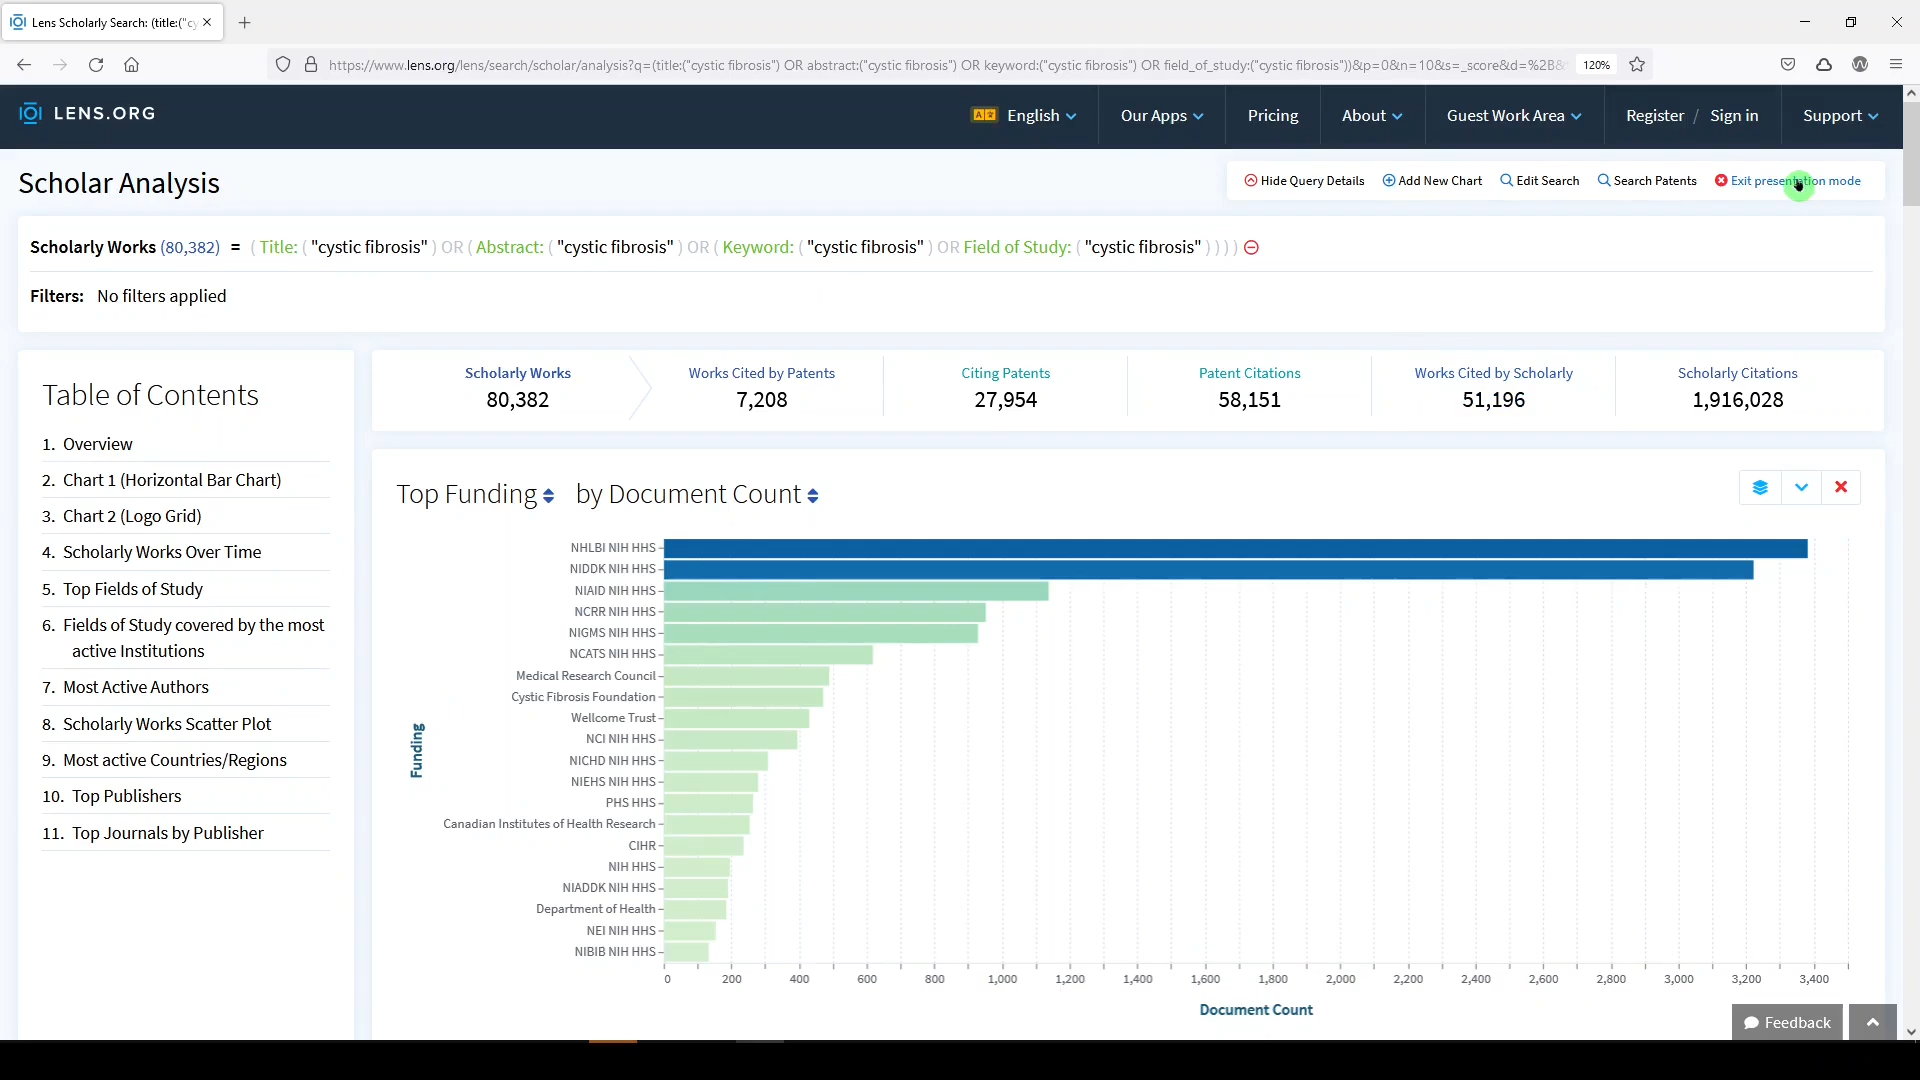 Lens Scholarly Search: (title:("cy
https://www.lens.org/lens/search/scholar/analysis?q=(title:("cystic fibrosis") OR abstract:("cystic fibrosis") OR keyword:("cystic fibrosis") OR field_of_study:("cystic fibrosis"))&p=0&n=10&s=_score&d=%2B&
120%
LENS.ORG
English
Our Apps
Pricing
About
Guest Work Area
Register / Sign in
Support
Scholar Analysis
Hide Query Details
Add New Chart
Edit Search
Search Patents
Exit presentation mode
Scholarly Works (80,382) = ( Title: ( "cystic fibrosis" ) OR ( Abstract: ( "cystic fibrosis" ) OR ( Keyword: ( "cystic fibrosis" ) OR Field of Study: ( "cystic fibrosis" ) ) ) )
Filters: No filters applied
Table of Contents
1. Overview
2. Chart 1 (Horizontal Bar Chart)
3. Chart 2 (Logo Grid)
4. Scholarly Works Over Time
5. Top Fields of Study
6. Fields of Study covered by the most
active Institutions
7. Most Active Authors
8. Scholarly Works Scatter Plot
9. Most active Countries/Regions
10. Top Publishers
11. Top Journals by Publisher
Scholarly Works
80,382
Works Cited by Patents
7,208
Citing Patents
27,954
Patent Citations
58,151
Works Cited by Scholarly
51,196
Scholarly Citations
1,916,028
Top Funding by Document Count
NHLBI NIH HHS
NIDDK NIH HHS
NIAID NIH HHS
NCRR NIH HHS
NIGMS NIH HHS
NCATS NIH HHS
Medical Research Council
Cystic Fibrosis Foundation
Wellcome Trust
NCI NIH HHS
NICHD NIH HHS
NIEHS NIH HHS
PHS HHS
Canadian Institutes of Health Research
CIHR
NIH HHS
NIADDK NIH HHS
Department of Health
NEI NIH HHS
NIBIB NIH HHS
Funding
0 200 400 600 800 1,000 1,200 1,400 1,600 1,800 2,000 2,200 2,400 2,600 2,800 3,000 3,200 3,400
Document Count
Feedback